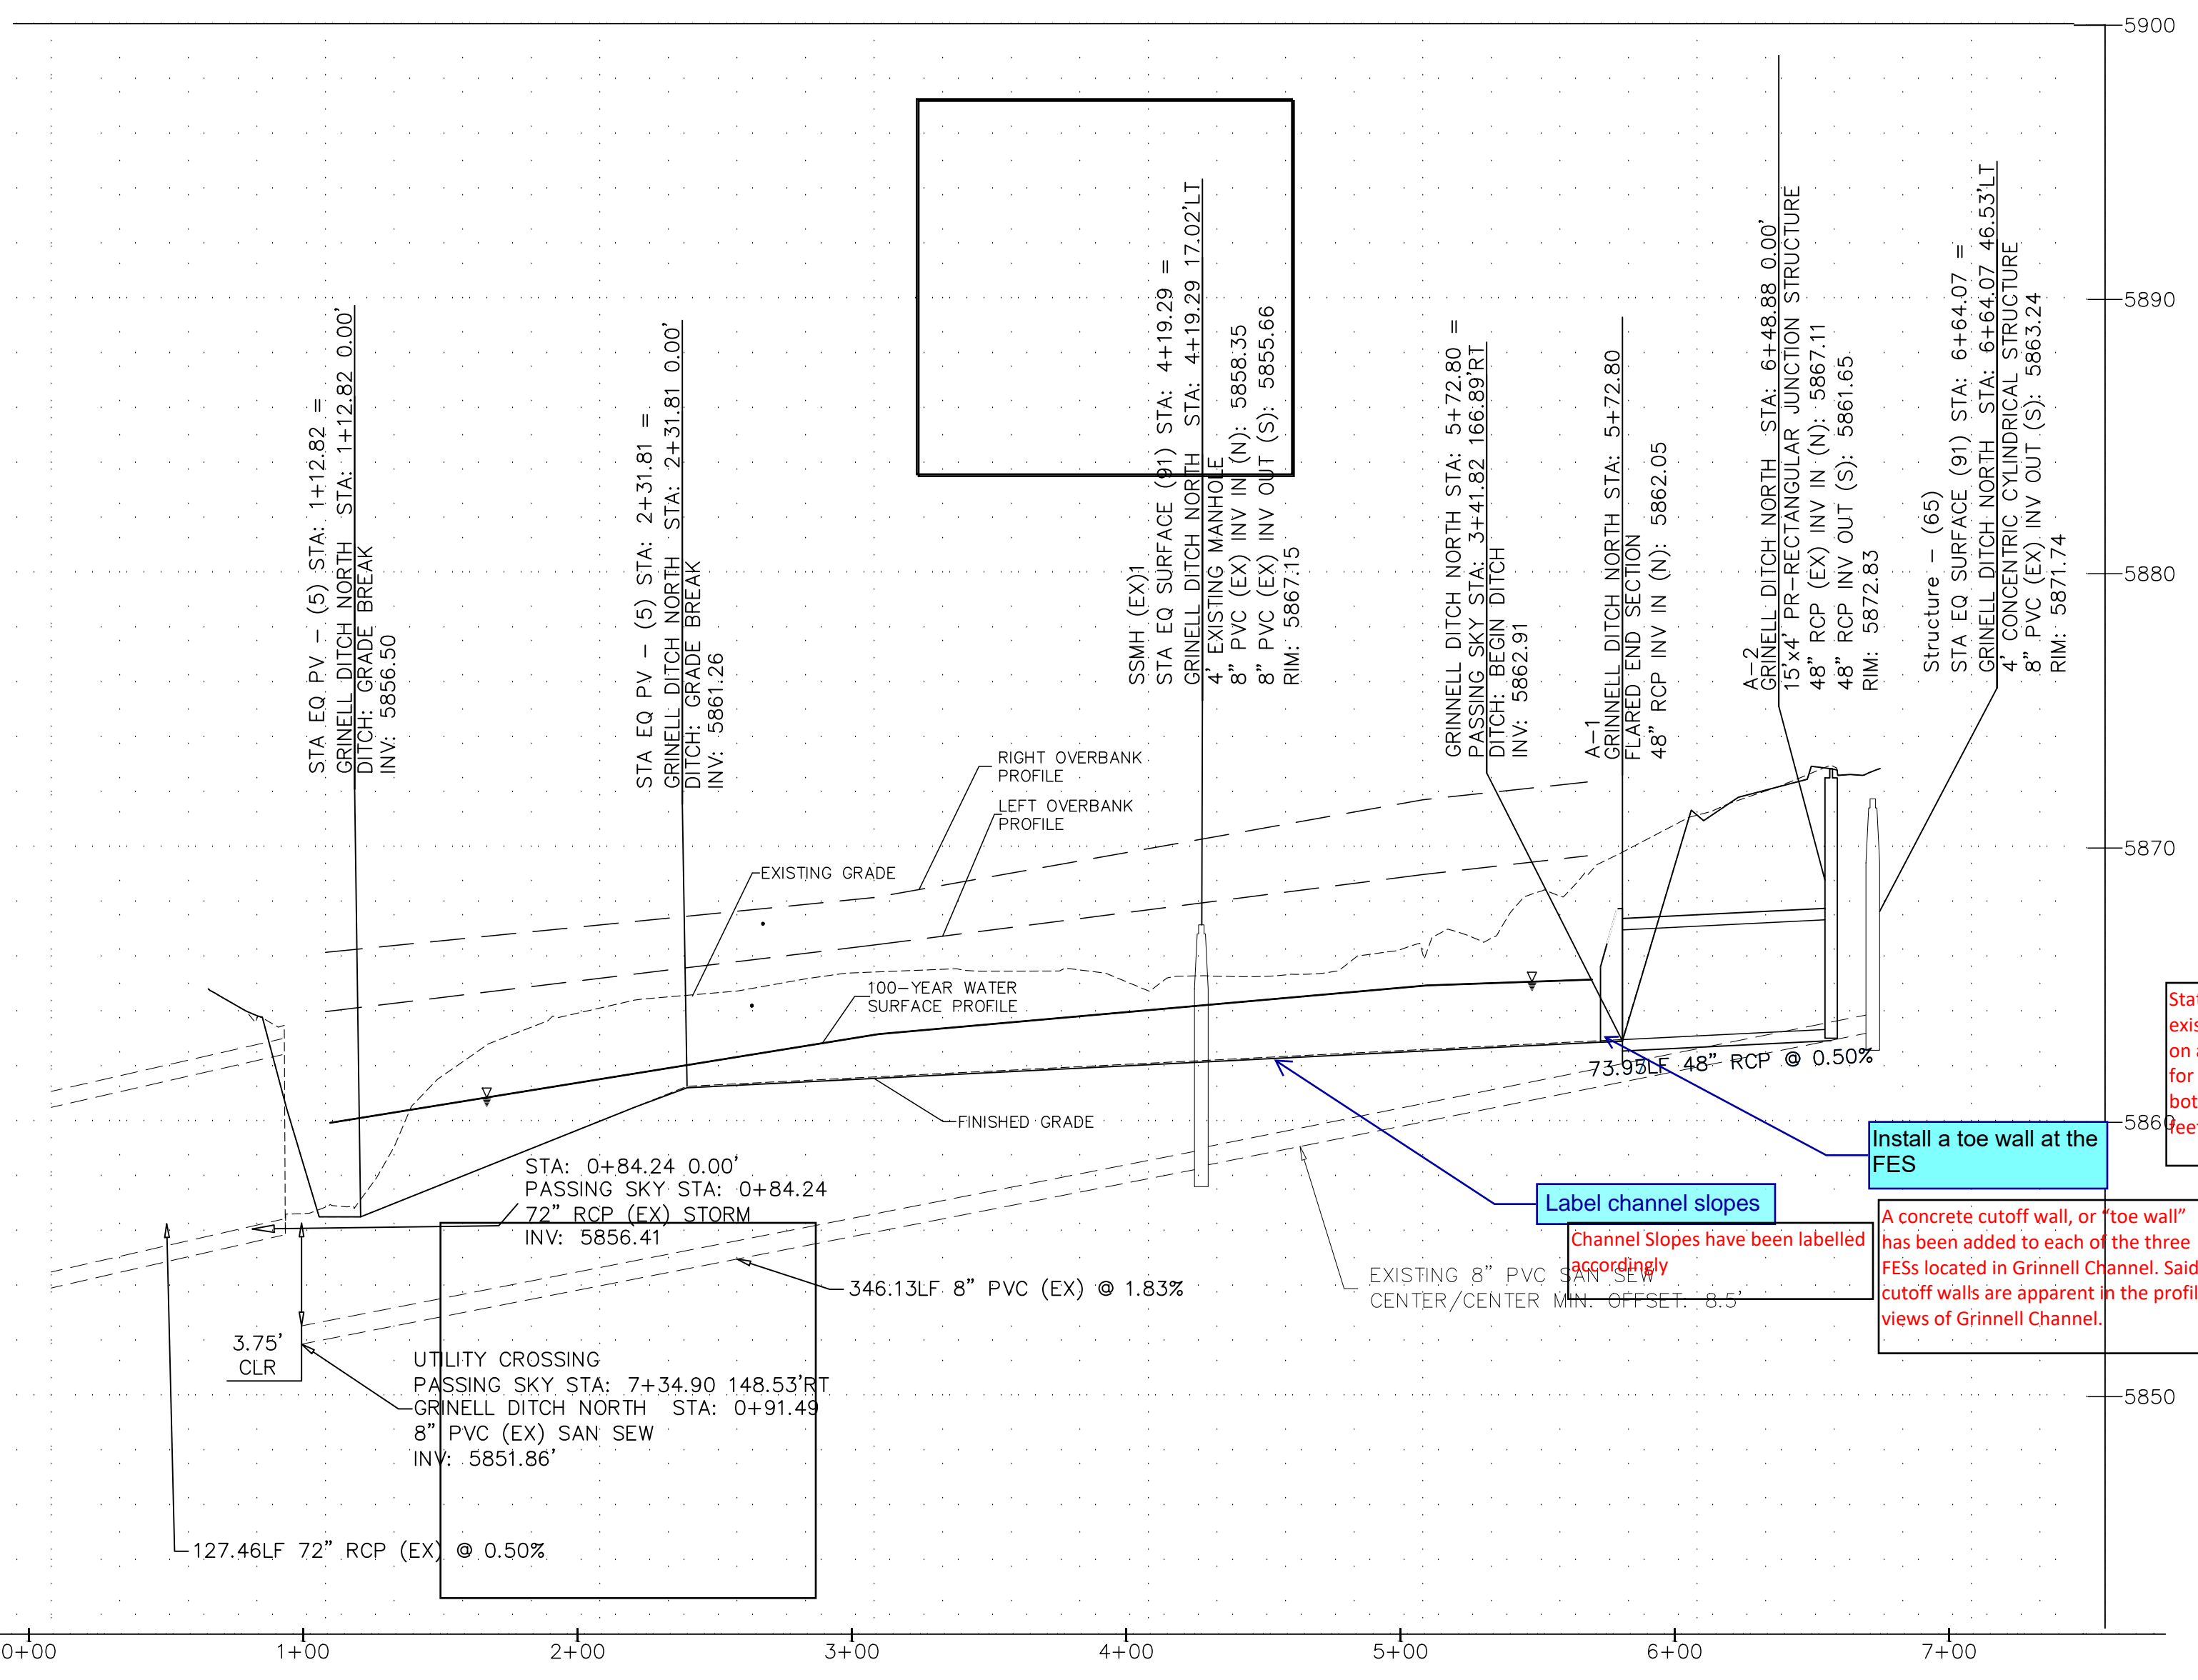 5900
5890
5880
5870
5860
5850
STA EQ PV – (5) STA: 1+12.82 =
GRINELL DITCH NORTH STA: 1+12.82 0.00'
DITCH: GRADE BREAK
INV: 5856.50
STA EQ PV – (5) STA: 2+31.81 =
GRINELL DITCH NORTH STA: 2+31.81 0.00'
DITCH: GRADE BREAK
INV: 5861.26
SSMH (EX)1
STA EQ SURFACE (91) STA: 4+19.29 =
GRINELL DITCH NORTH STA: 4+19.29 17.02'LT
4' EXISTING MANHOLE
8" PVC (EX) INV IN (N): 5858.35
8" PVC (EX) INV OUT (S): 5855.66
RIM: 5867.15
GRINNELL DITCH NORTH STA: 5+72.80 =
PASSING SKY STA: 3+41.82 166.89'RT
DITCH: BEGIN DITCH
INV: 5862.91
A–1
GRINNELL DITCH NORTH STA: 5+72.80
FLARED END SECTION
48" RCP INV IN (N): 5862.05
A–2
GRINELL DITCH NORTH STA: 6+48.88 0.00'
15'x4' PR–RECTANGULAR JUNCTION STRUCTURE
48" RCP (EX) INV IN (N): 5867.11
48" RCP INV OUT (S): 5861.65
RIM: 5872.83
Structure – (65)
STA EQ SURFACE (91) STA: 6+64.07 =
GRINELL DITCH NORTH STA: 6+64.07 46.53'LT
4' CONCENTRIC CYLINDRICAL STRUCTURE
8" PVC (EX) INV OUT (S): 5863.24
RIM: 5871.74
RIGHT OVERBANK
PROFILE
LEFT OVERBANK
PROFILE
EXISTING GRADE
100–YEAR WATER
SURFACE PROFILE
FINISHED GRADE
73.95LF 48" RCP @ 0.50%
STA: 0+84.24 0.00'
PASSING SKY STA: 0+84.24
72" RCP (EX) STORM
INV: 5856.41
346.13LF 8" PVC (EX) @ 1.83%
EXISTING 8" PVC SAN SEW
CENTER/CENTER MIN. OFFSET: 8.5'
3.75'
CLR
UTILITY CROSSING
PASSING SKY STA: 7+34.90 148.53'RT
GRINELL DITCH NORTH STA: 0+91.49
8" PVC (EX) SAN SEW
INV: 5851.86'
127.46LF 72" RCP (EX) @ 0.50%
Install a toe wall at the
FES
Label channel slopes
Channel Slopes have been labelled
accordingly
A concrete cutoff wall, or "toe wall"
has been added to each of the three
FESs located in Grinnell Channel. Said
cutoff walls are apparent in the profil
views of Grinnell Channel.
on a
for
0+00 1+00 2+00 3+00 4+00 5+00 6+00 7+00